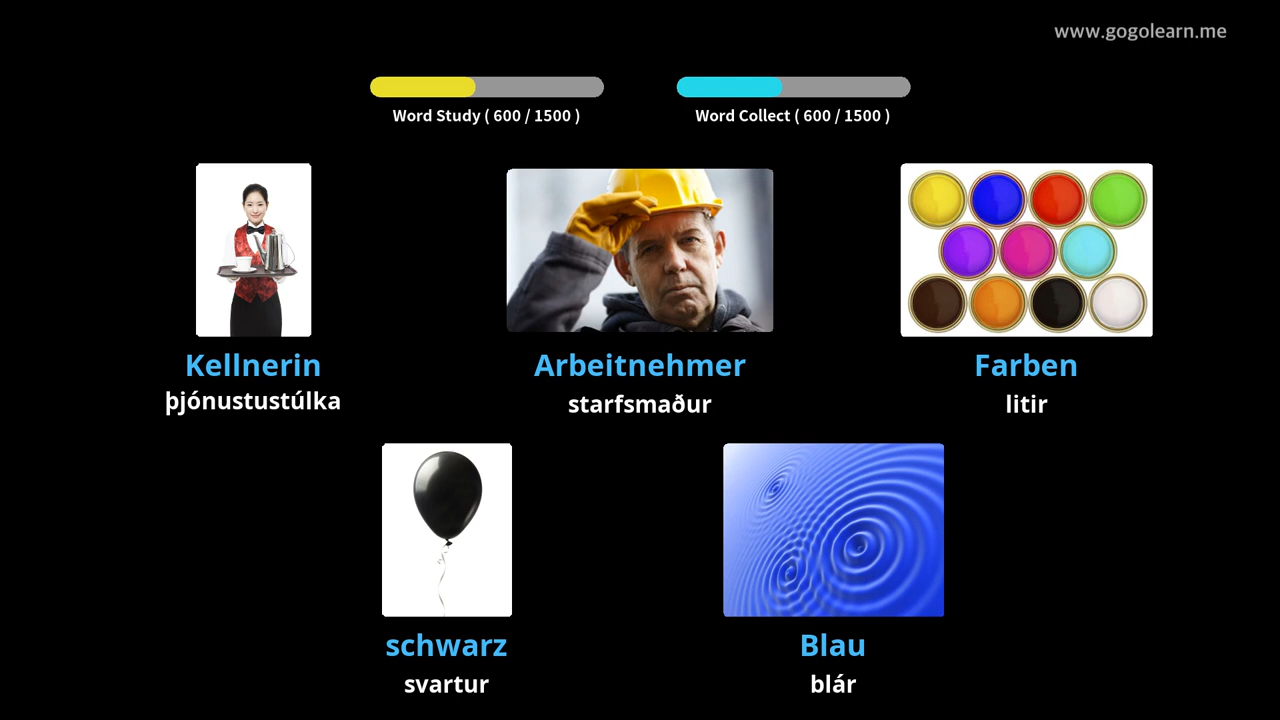 www.gogolearn.me
Word Study ( 600 / 1500 )
Word Collect ( 600 / 1500 )
Kellnerin
þjónustustúlka
Arbeitnehmer
starfsmaður
Farben
litir
schwarz
svartur
Blau
blár